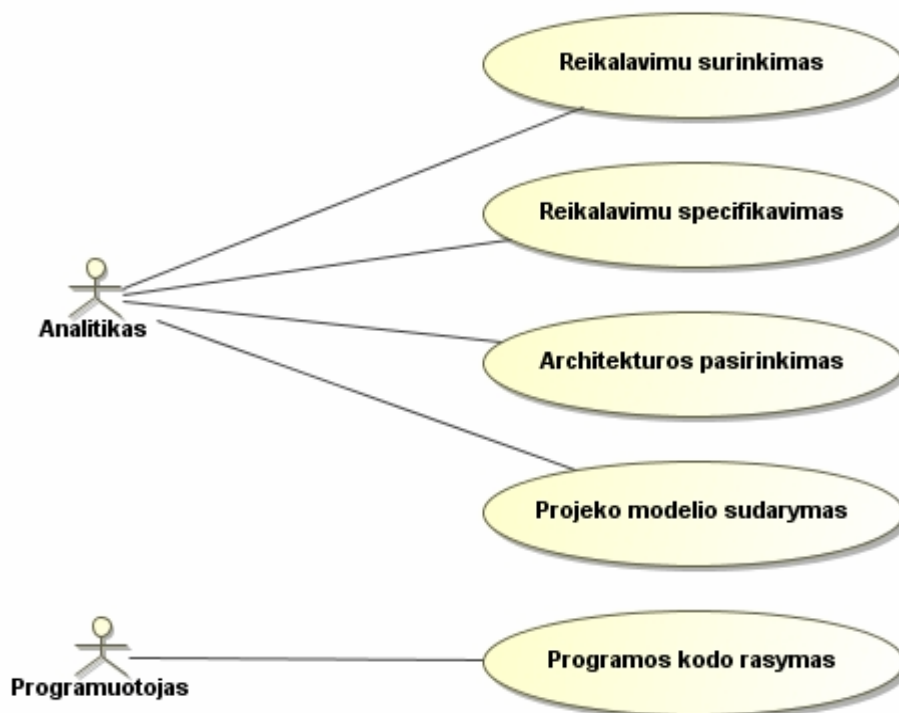 Reikalavimu surinkimas
Reikalavimu specifikavimas
Analitikas
Architekturos pasirinkimas
Projeko modelio sudarymas
Programos kodo rasymas
Programuotojas